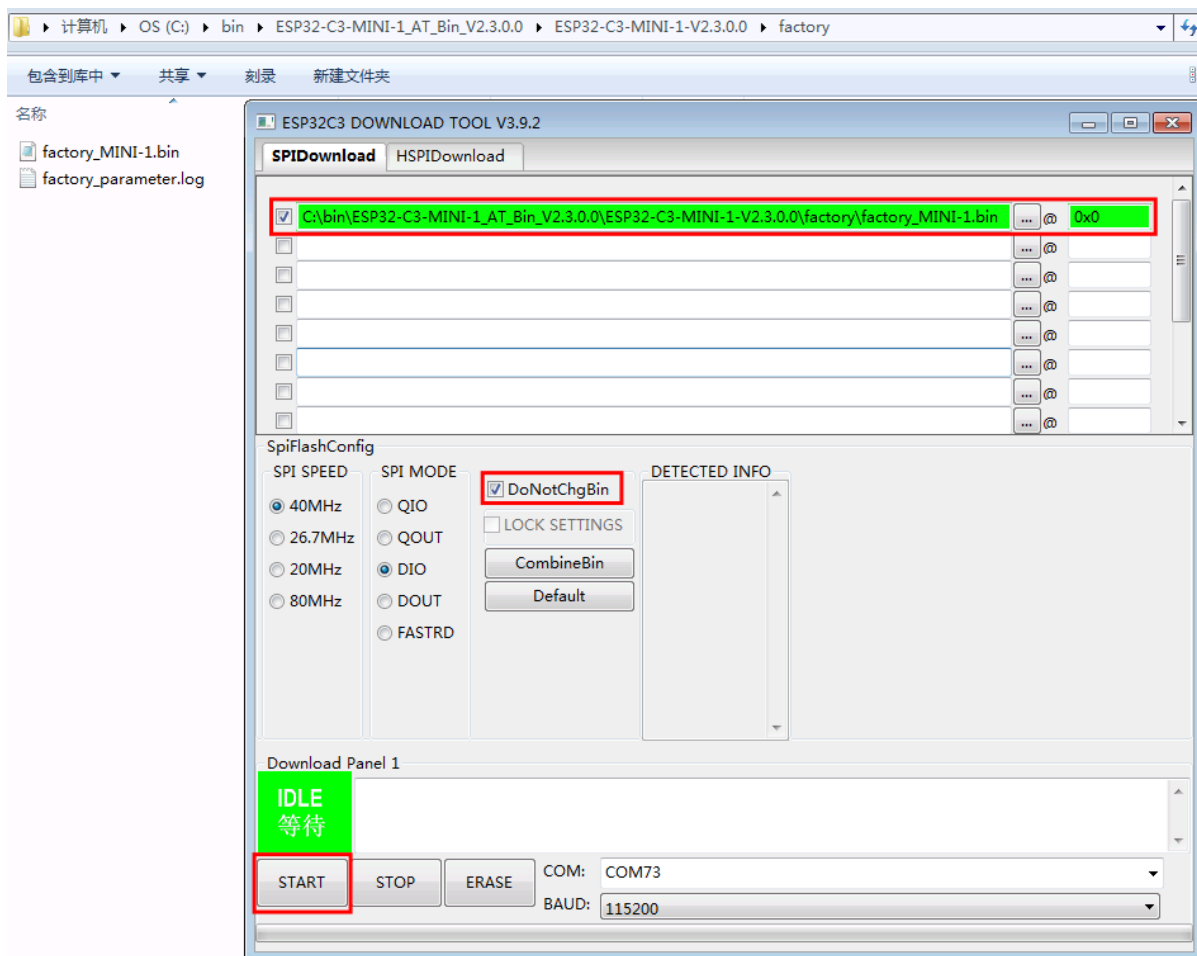 计算机 OS (C:) bin ESP32-C3-MINI-1_AT_Bin_V2.3.0.0 ESP32-C3-MINI-1-V2.3.0.0 factory
包含到库中 共享 刻录 新建文件夹
名称
factory_MINI-1.bin
factory_parameter.log
ESP32C3 DOWNLOAD TOOL V3.9.2
SPIDownload HSPIDownload
C:\bin\ESP32-C3-MINI-1_AT_Bin_V2.3.0.0\ESP32-C3-MINI-1-V2.3.0.0\factory\factory_MINI-1.bin ... @ 0x0
... @
... @
... @
... @
... @
... @
... @
SpiFlashConfig
SPI SPEED
40MHz
26.7MHz
20MHz
80MHz
SPI MODE
QIO
QOUT
DIO
DOUT
FASTRD
DoNotChgBin
LOCK SETTINGS
CombineBin
Default
DETECTED INFO
Download Panel 1
IDLE
等待
START STOP ERASE
COM: COM73
BAUD: 115200